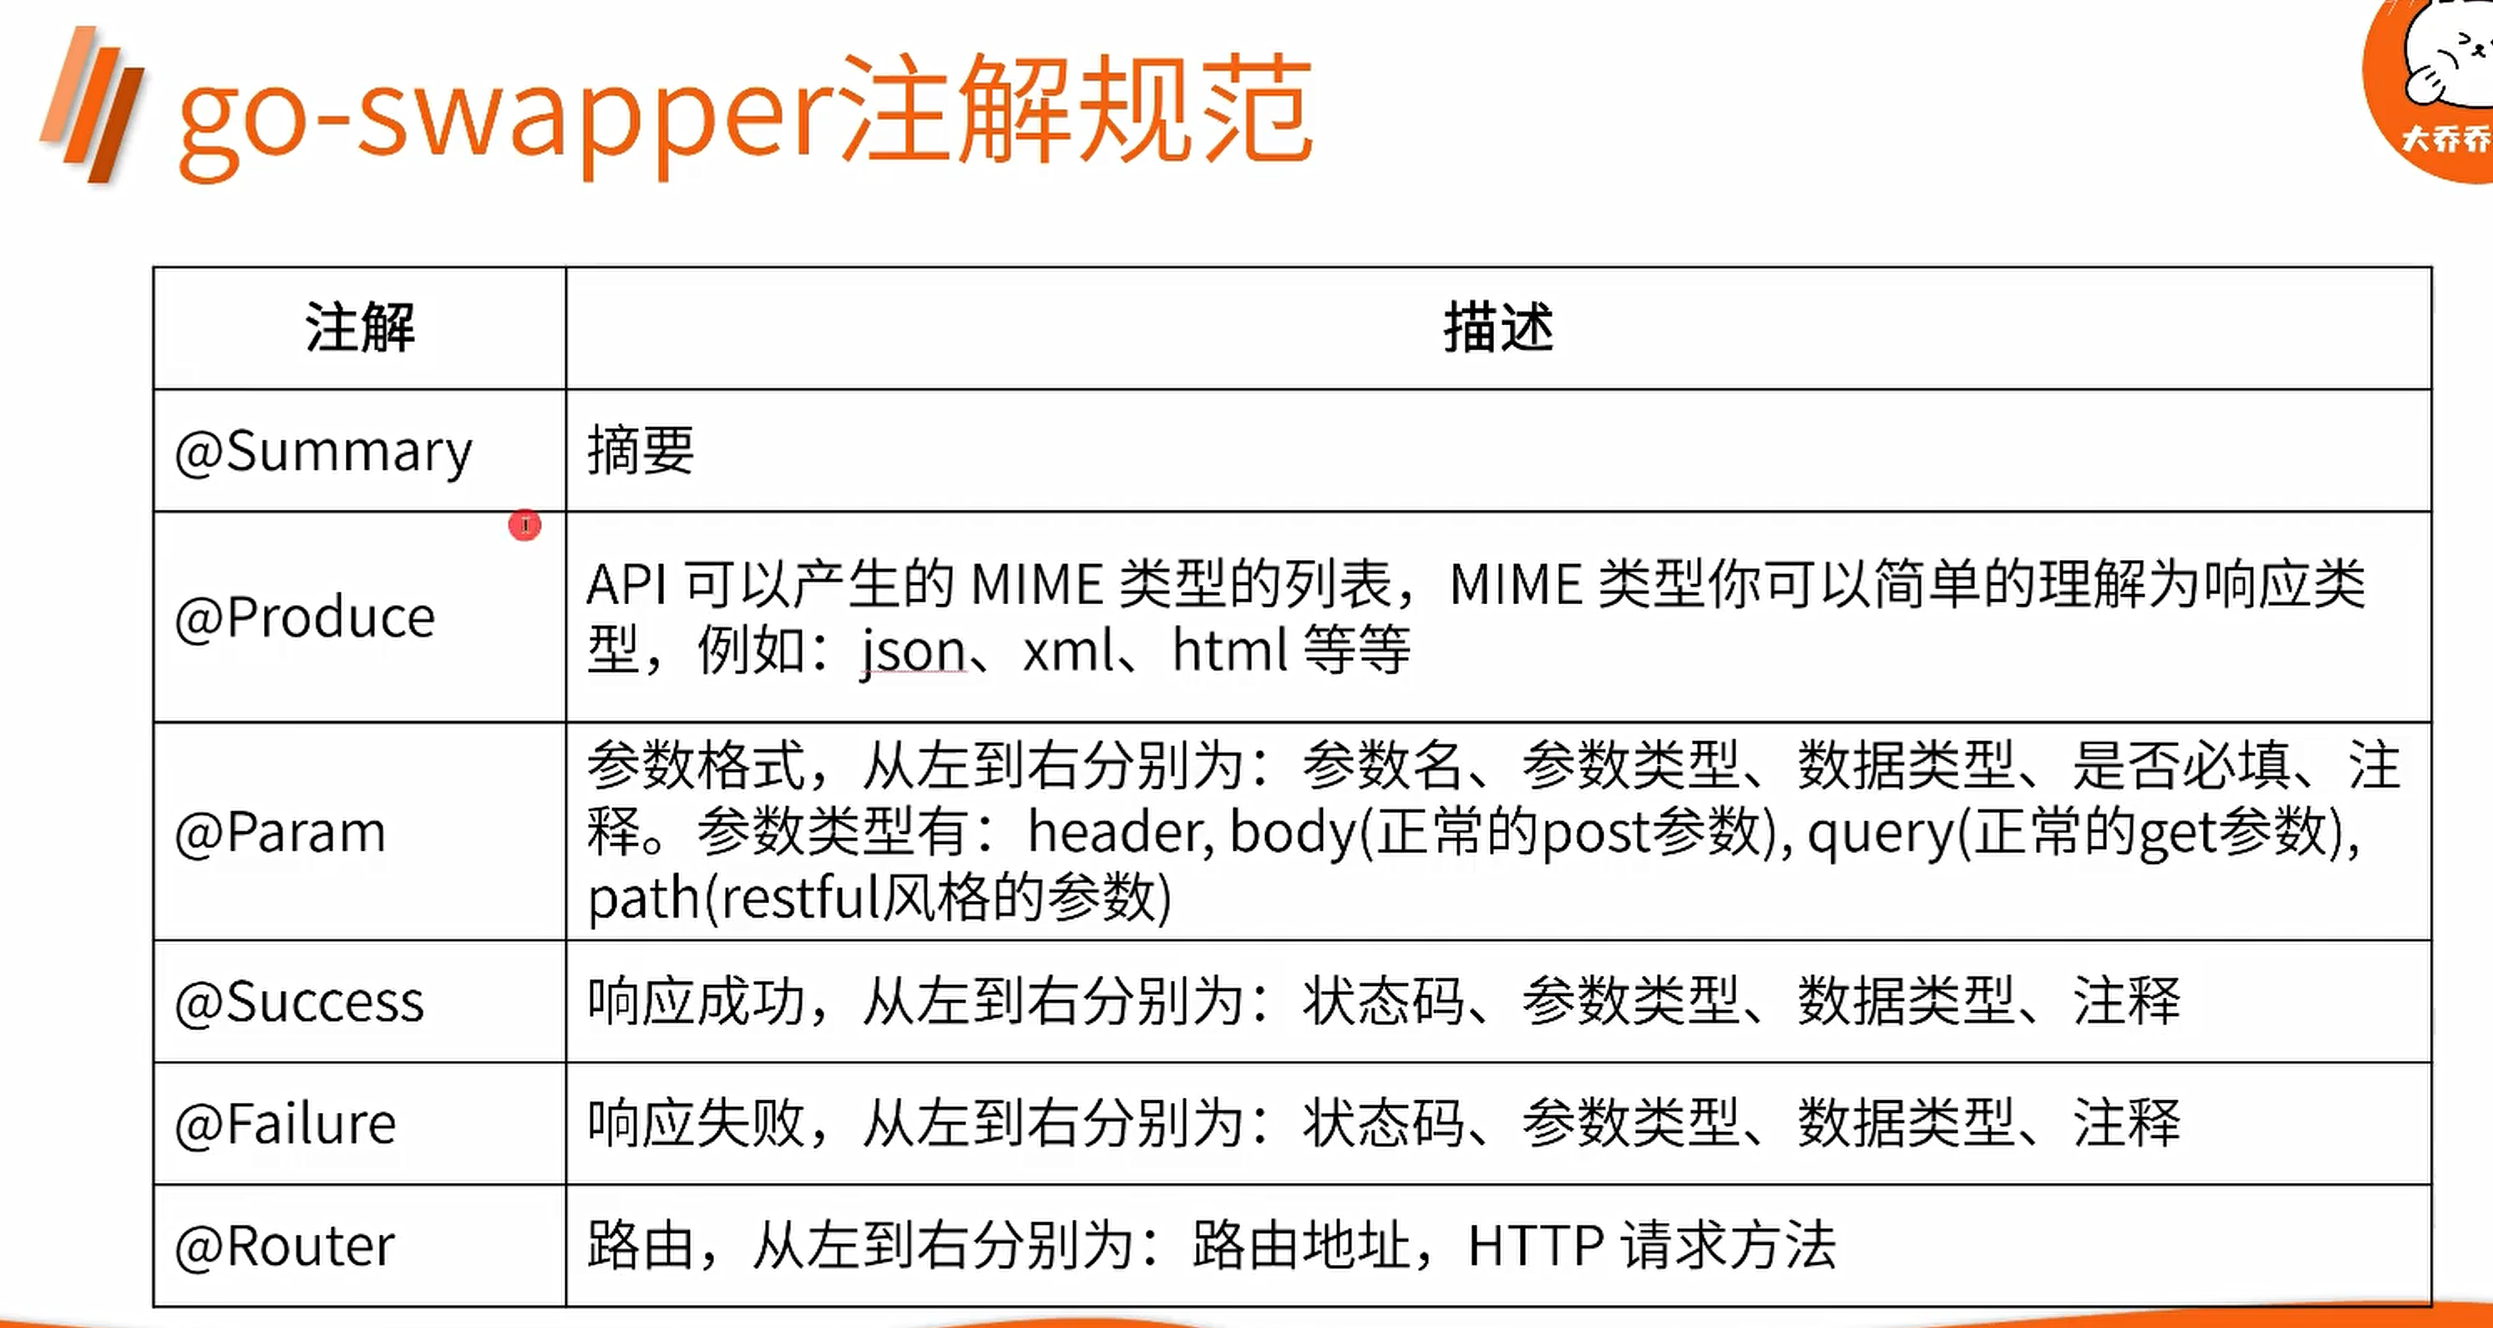 go-swapper注解规范
大乔乔
注解
描述
@Summary
摘要
@Produce
API 可以产生的 MIME 类型的列表，MIME 类型你可以简单的理解为响应类
型，例如：json、xml、html 等等
@Param
参数格式，从左到右分别为：参数名、参数类型、数据类型、是否必填、注
释。参数类型有：header, body(正常的post参数), query(正常的get参数),
path(restful风格的参数)
@Success
响应成功，从左到右分别为：状态码、参数类型、数据类型、注释
@Failure
响应失败，从左到右分别为：状态码、参数类型、数据类型、注释
@Router
路由，从左到右分别为：路由地址，HTTP 请求方法